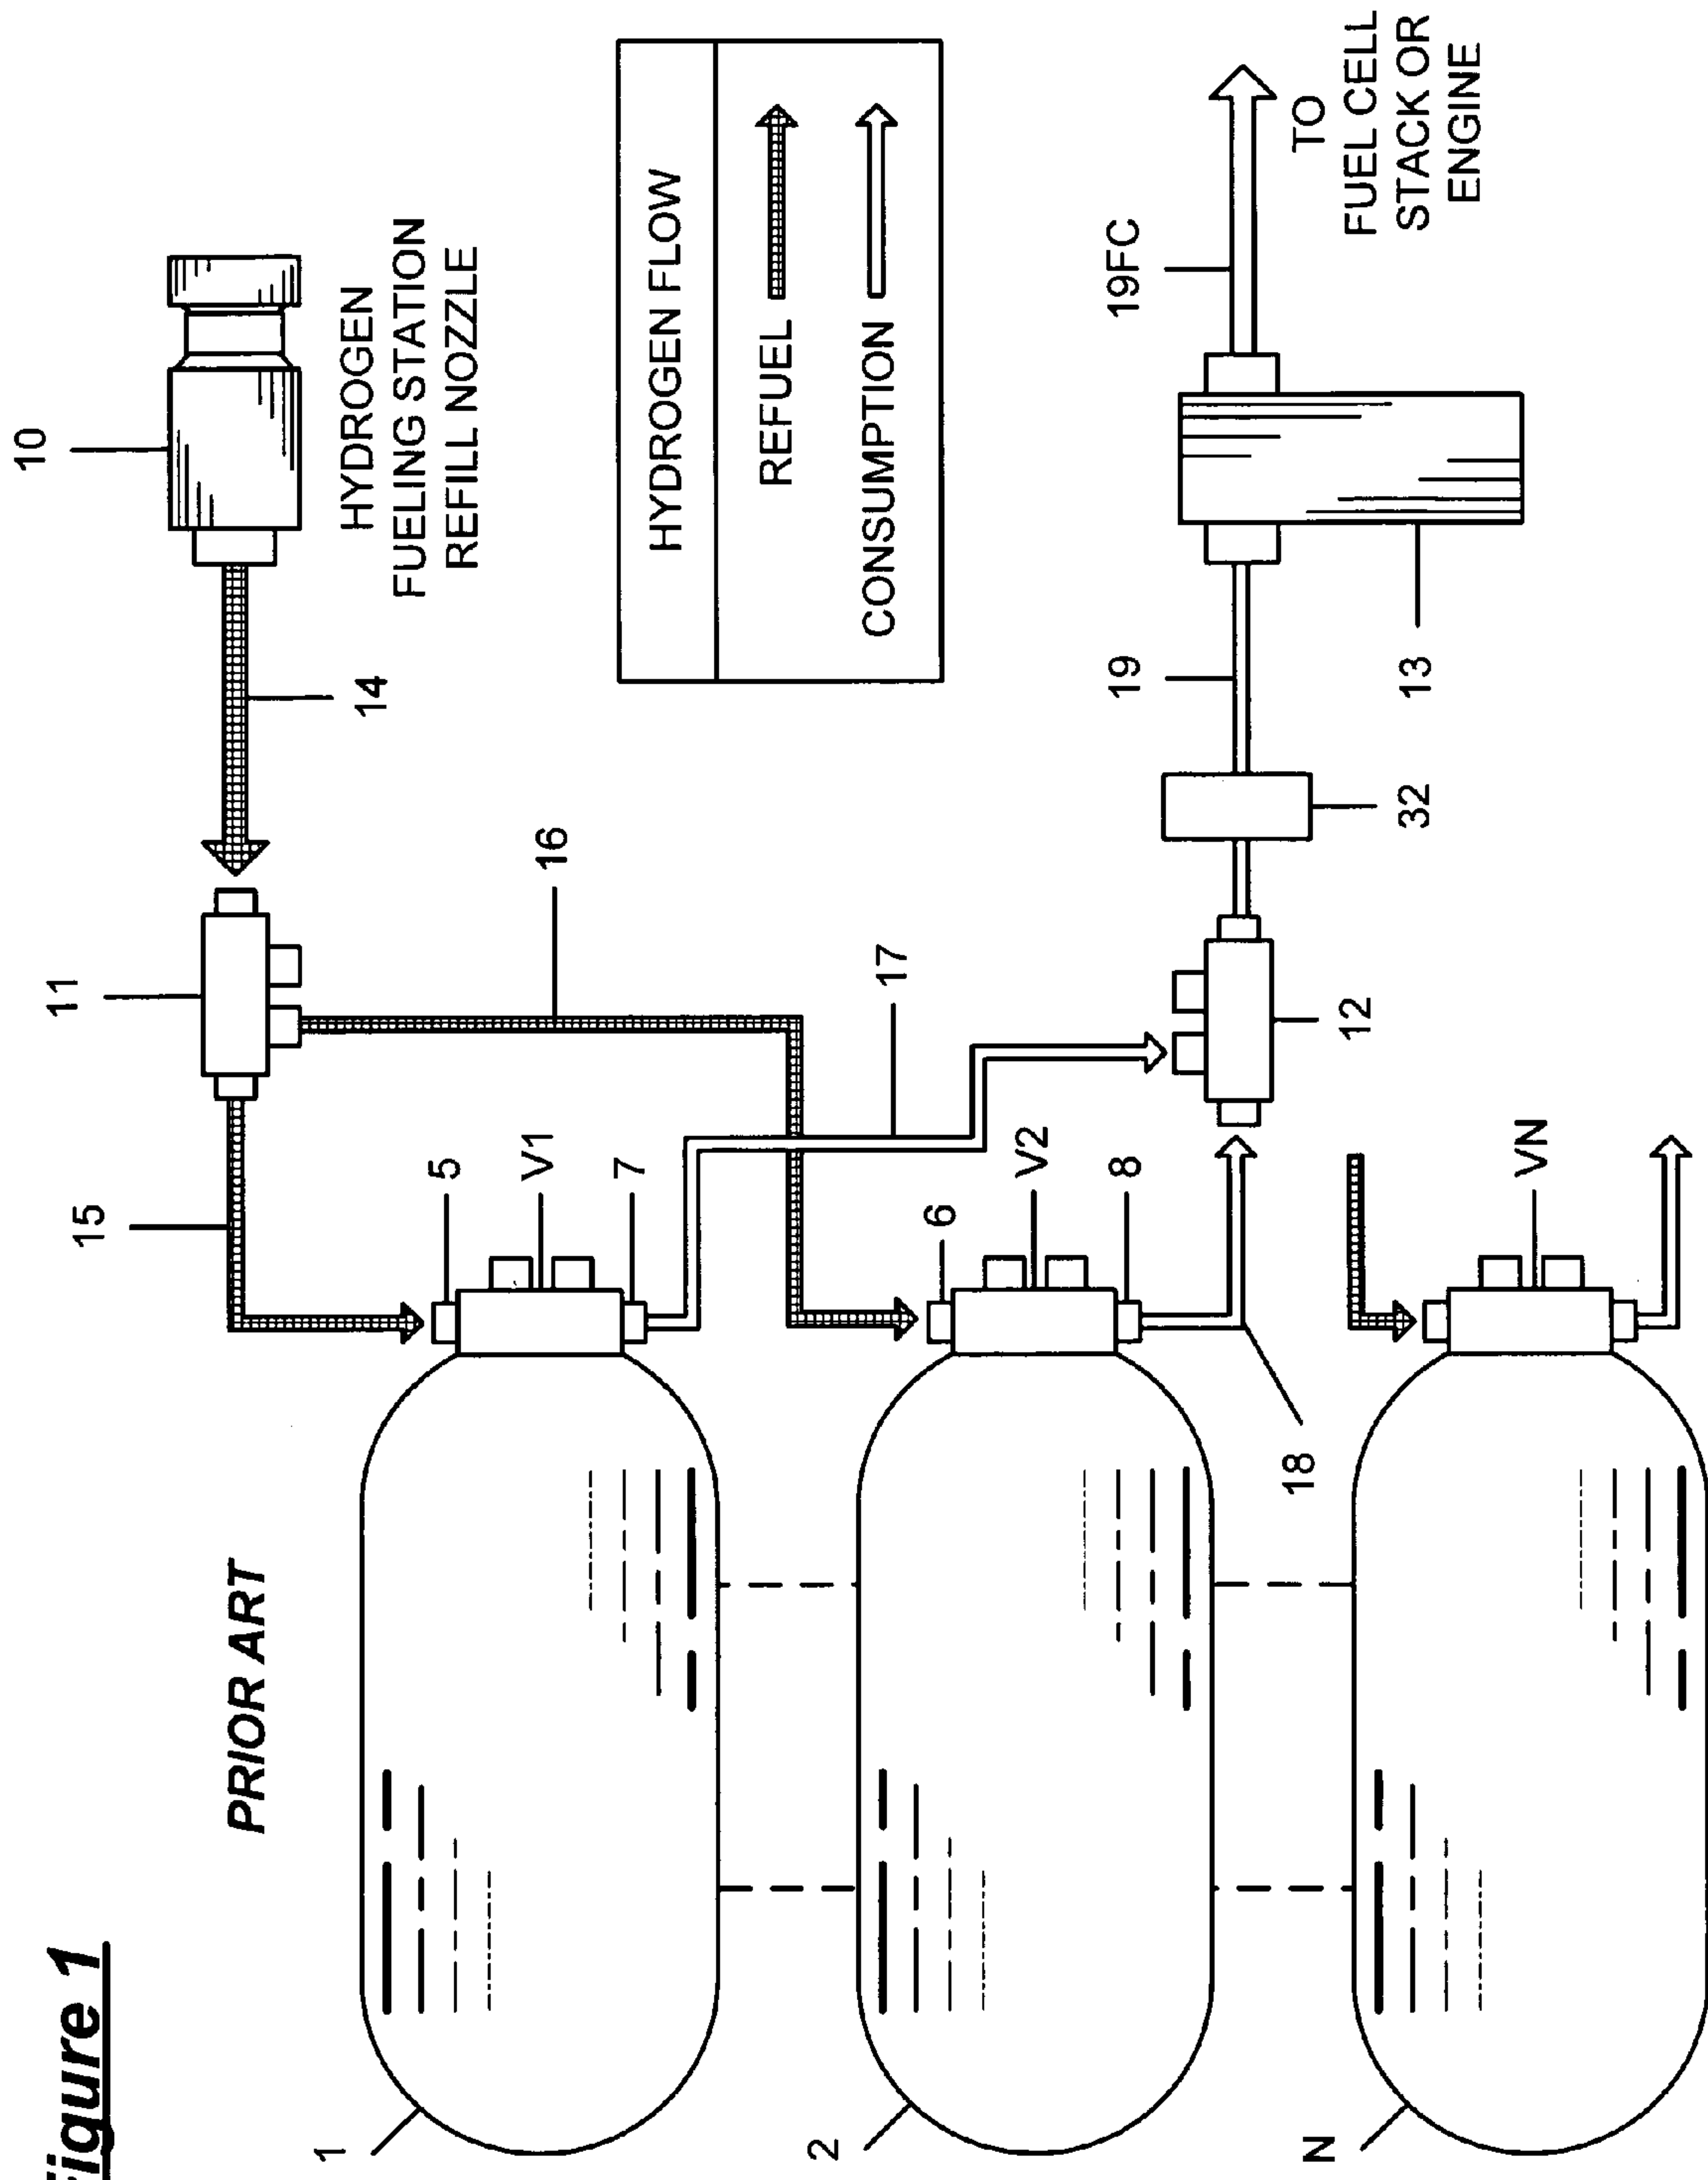 Figure 1
PRIOR ART
10
HYDROGEN
FUELING STATION
REFILL NOZZLE
11
14
15
16
HYDROGEN FLOW
REFUEL
CONSUMPTION
1
5
V1
7
17
2
6
V2
8
18
12
32
19
13
19FC
TO
FUEL CELL
STACK OR
ENGINE
N
VN